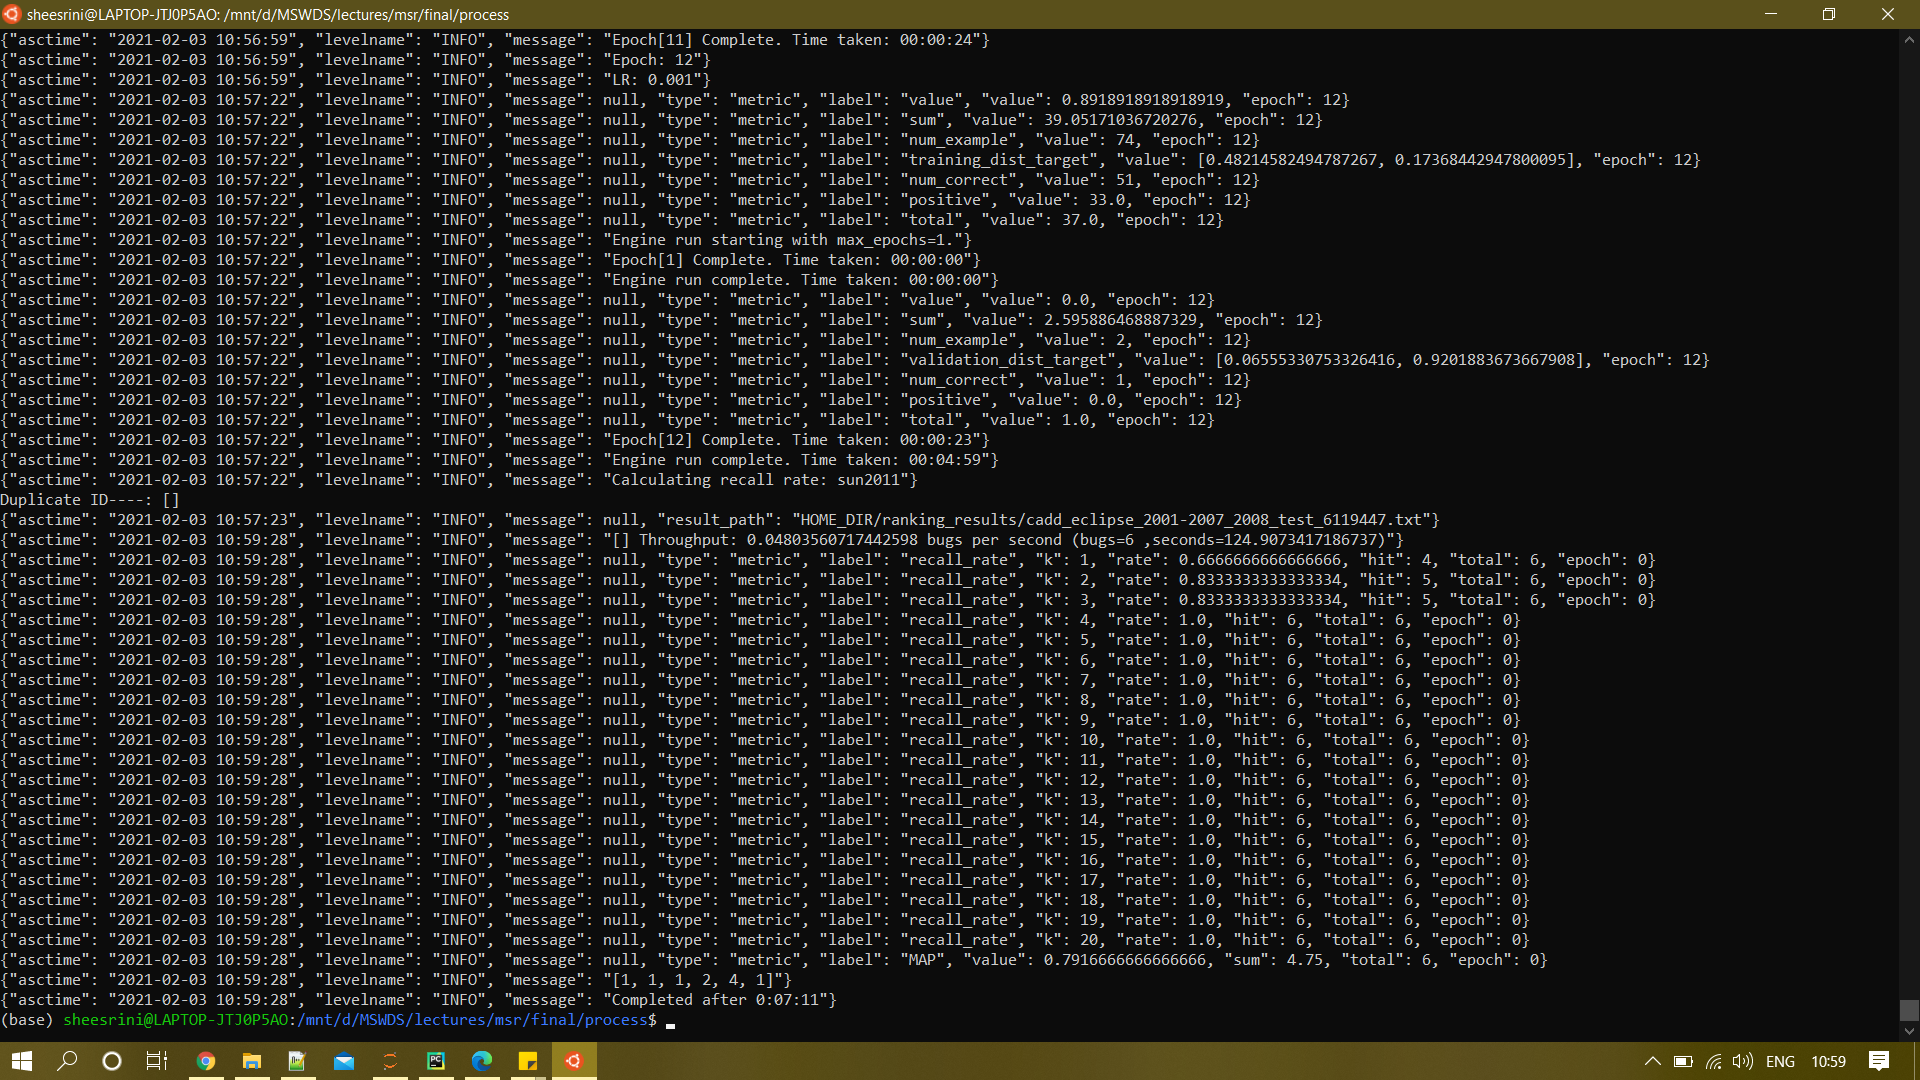 sheesrini@LAPTOP-JTJ0P5AO: /mnt/d/MSWDS/lectures/msr/final/process
{"asctime": "2021-02-03 10:56:59", "levelname": "INFO", "message": "Epoch[11] Complete. Time taken: 00:00:24"}
{"asctime": "2021-02-03 10:56:59", "levelname": "INFO", "message": "Epoch: 12"}
{"asctime": "2021-02-03 10:56:59", "levelname": "INFO", "message": "LR: 0.001"}
{"asctime": "2021-02-03 10:57:22", "levelname": "INFO", "message": null, "type": "metric", "label": "value", "value": 0.8918918918918919, "epoch": 12}
{"asctime": "2021-02-03 10:57:22", "levelname": "INFO", "message": null, "type": "metric", "label": "sum", "value": 39.05171036720276, "epoch": 12}
{"asctime": "2021-02-03 10:57:22", "levelname": "INFO", "message": null, "type": "metric", "label": "num_example", "value": 74, "epoch": 12}
{"asctime": "2021-02-03 10:57:22", "levelname": "INFO", "message": null, "type": "metric", "label": "training_dist_target", "value": [0.48214582494787267, 0.17368442947800095], "epoch": 12}
{"asctime": "2021-02-03 10:57:22", "levelname": "INFO", "message": null, "type": "metric", "label": "num_correct", "value": 51, "epoch": 12}
{"asctime": "2021-02-03 10:57:22", "levelname": "INFO", "message": null, "type": "metric", "label": "positive", "value": 33.0, "epoch": 12}
{"asctime": "2021-02-03 10:57:22", "levelname": "INFO", "message": null, "type": "metric", "label": "total", "value": 37.0, "epoch": 12}
{"asctime": "2021-02-03 10:57:22", "levelname": "INFO", "message": "Engine run starting with max_epochs=1."}
{"asctime": "2021-02-03 10:57:22", "levelname": "INFO", "message": "Epoch[1] Complete. Time taken: 00:00:00"}
{"asctime": "2021-02-03 10:57:22", "levelname": "INFO", "message": "Engine run complete. Time taken: 00:00:00"}
{"asctime": "2021-02-03 10:57:22", "levelname": "INFO", "message": null, "type": "metric", "label": "value", "value": 0.0, "epoch": 12}
{"asctime": "2021-02-03 10:57:22", "levelname": "INFO", "message": null, "type": "metric", "label": "sum", "value": 2.595886468887329, "epoch": 12}
{"asctime": "2021-02-03 10:57:22", "levelname": "INFO", "message": null, "type": "metric", "label": "num_example", "value": 2, "epoch": 12}
{"asctime": "2021-02-03 10:57:22", "levelname": "INFO", "message": null, "type": "metric", "label": "validation_dist_target", "value": [0.06555330753326416, 0.9201883673667908], "epoch": 12}
{"asctime": "2021-02-03 10:57:22", "levelname": "INFO", "message": null, "type": "metric", "label": "num_correct", "value": 1, "epoch": 12}
{"asctime": "2021-02-03 10:57:22", "levelname": "INFO", "message": null, "type": "metric", "label": "positive", "value": 0.0, "epoch": 12}
{"asctime": "2021-02-03 10:57:22", "levelname": "INFO", "message": null, "type": "metric", "label": "total", "value": 1.0, "epoch": 12}
{"asctime": "2021-02-03 10:57:22", "levelname": "INFO", "message": "Epoch[12] Complete. Time taken: 00:00:23"}
{"asctime": "2021-02-03 10:57:22", "levelname": "INFO", "message": "Engine run complete. Time taken: 00:04:59"}
{"asctime": "2021-02-03 10:57:22", "levelname": "INFO", "message": "Calculating recall rate: sun2011"}
Duplicate ID----: []
{"asctime": "2021-02-03 10:57:23", "levelname": "INFO", "message": null, "result_path": "HOME_DIR/ranking_results/cadd_eclipse_2001-2007_2008_test_6119447.txt"}
{"asctime": "2021-02-03 10:59:28", "levelname": "INFO", "message": "[] Throughput: 0.04803560717442598 bugs per second (bugs=6 ,seconds=124.9073417186737)"}
{"asctime": "2021-02-03 10:59:28", "levelname": "INFO", "message": null, "type": "metric", "label": "recall_rate", "k": 1, "rate": 0.6666666666666666, "hit": 4, "total": 6, "epoch": 0}
{"asctime": "2021-02-03 10:59:28", "levelname": "INFO", "message": null, "type": "metric", "label": "recall_rate", "k": 2, "rate": 0.8333333333333334, "hit": 5, "total": 6, "epoch": 0}
{"asctime": "2021-02-03 10:59:28", "levelname": "INFO", "message": null, "type": "metric", "label": "recall_rate", "k": 3, "rate": 0.8333333333333334, "hit": 5, "total": 6, "epoch": 0}
{"asctime": "2021-02-03 10:59:28", "levelname": "INFO", "message": null, "type": "metric", "label": "recall_rate", "k": 4, "rate": 1.0, "hit": 6, "total": 6, "epoch": 0}
{"asctime": "2021-02-03 10:59:28", "levelname": "INFO", "message": null, "type": "metric", "label": "recall_rate", "k": 5, "rate": 1.0, "hit": 6, "total": 6, "epoch": 0}
{"asctime": "2021-02-03 10:59:28", "levelname": "INFO", "message": null, "type": "metric", "label": "recall_rate", "k": 6, "rate": 1.0, "hit": 6, "total": 6, "epoch": 0}
{"asctime": "2021-02-03 10:59:28", "levelname": "INFO", "message": null, "type": "metric", "label": "recall_rate", "k": 7, "rate": 1.0, "hit": 6, "total": 6, "epoch": 0}
{"asctime": "2021-02-03 10:59:28", "levelname": "INFO", "message": null, "type": "metric", "label": "recall_rate", "k": 8, "rate": 1.0, "hit": 6, "total": 6, "epoch": 0}
{"asctime": "2021-02-03 10:59:28", "levelname": "INFO", "message": null, "type": "metric", "label": "recall_rate", "k": 9, "rate": 1.0, "hit": 6, "total": 6, "epoch": 0}
{"asctime": "2021-02-03 10:59:28", "levelname": "INFO", "message": null, "type": "metric", "label": "recall_rate", "k": 10, "rate": 1.0, "hit": 6, "total": 6, "epoch": 0}
{"asctime": "2021-02-03 10:59:28", "levelname": "INFO", "message": null, "type": "metric", "label": "recall_rate", "k": 11, "rate": 1.0, "hit": 6, "total": 6, "epoch": 0}
{"asctime": "2021-02-03 10:59:28", "levelname": "INFO", "message": null, "type": "metric", "label": "recall_rate", "k": 12, "rate": 1.0, "hit": 6, "total": 6, "epoch": 0}
{"asctime": "2021-02-03 10:59:28", "levelname": "INFO", "message": null, "type": "metric", "label": "recall_rate", "k": 13, "rate": 1.0, "hit": 6, "total": 6, "epoch": 0}
{"asctime": "2021-02-03 10:59:28", "levelname": "INFO", "message": null, "type": "metric", "label": "recall_rate", "k": 14, "rate": 1.0, "hit": 6, "total": 6, "epoch": 0}
{"asctime": "2021-02-03 10:59:28", "levelname": "INFO", "message": null, "type": "metric", "label": "recall_rate", "k": 15, "rate": 1.0, "hit": 6, "total": 6, "epoch": 0}
{"asctime": "2021-02-03 10:59:28", "levelname": "INFO", "message": null, "type": "metric", "label": "recall_rate", "k": 16, "rate": 1.0, "hit": 6, "total": 6, "epoch": 0}
{"asctime": "2021-02-03 10:59:28", "levelname": "INFO", "message": null, "type": "metric", "label": "recall_rate", "k": 17, "rate": 1.0, "hit": 6, "total": 6, "epoch": 0}
{"asctime": "2021-02-03 10:59:28", "levelname": "INFO", "message": null, "type": "metric", "label": "recall_rate", "k": 18, "rate": 1.0, "hit": 6, "total": 6, "epoch": 0}
{"asctime": "2021-02-03 10:59:28", "levelname": "INFO", "message": null, "type": "metric", "label": "recall_rate", "k": 19, "rate": 1.0, "hit": 6, "total": 6, "epoch": 0}
{"asctime": "2021-02-03 10:59:28", "levelname": "INFO", "message": null, "type": "metric", "label": "recall_rate", "k": 20, "rate": 1.0, "hit": 6, "total": 6, "epoch": 0}
{"asctime": "2021-02-03 10:59:28", "levelname": "INFO", "message": null, "type": "metric", "label": "MAP", "value": 0.7916666666666666, "sum": 4.75, "total": 6, "epoch": 0}
{"asctime": "2021-02-03 10:59:28", "levelname": "INFO", "message": "[1, 1, 1, 2, 4, 1]"}
{"asctime": "2021-02-03 10:59:28", "levelname": "INFO", "message": "Completed after 0:07:11"}
(base) sheesrini@LAPTOP-JTJ0P5AO:/mnt/d/MSWDS/lectures/msr/final/process$
PC
ENG 10:59